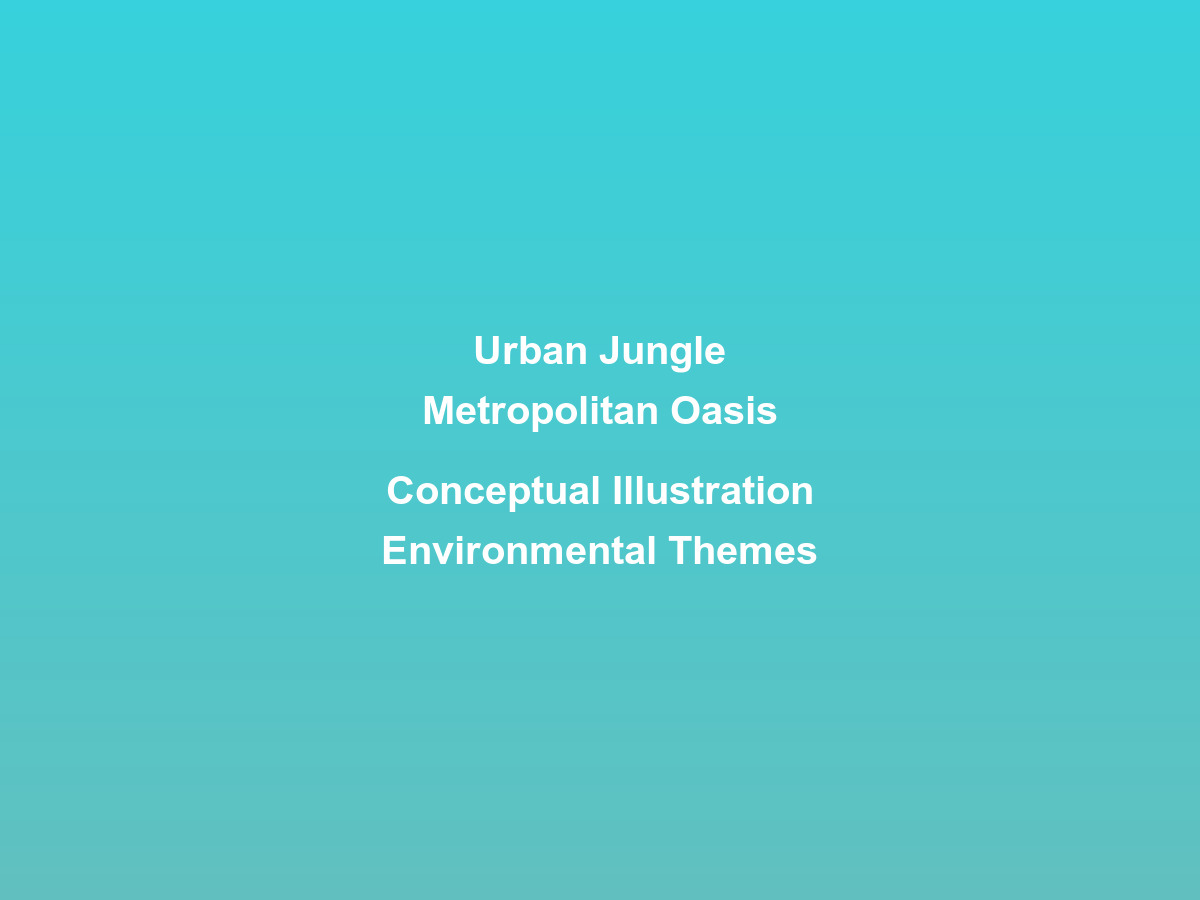 Urban Jungle
Metropolitan Oasis
Conceptual Illustration
Environmental Themes